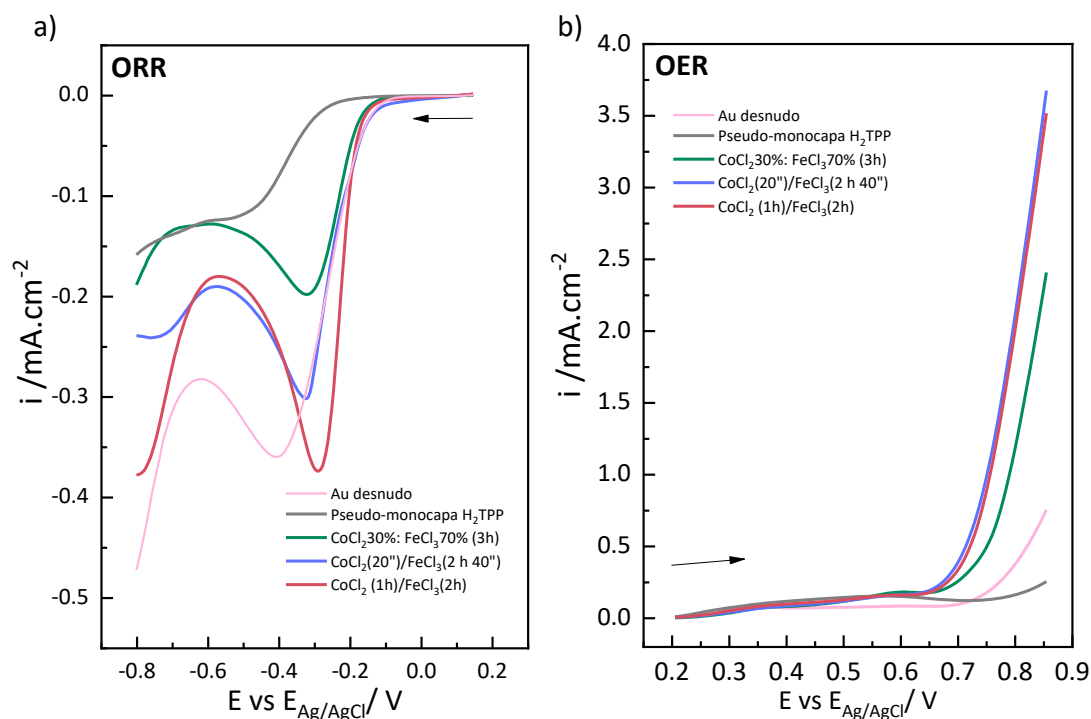 a)
ORR
0.0
-0.1
-0.2
-0.3
-0.4
-0.5
i /mA.cm⁻²
Au desnudo
Pseudo-monocapa H₂TPP
CoCl₂30%: FeCl₃70% (3h)
CoCl₂(20")/FeCl₃(2 h 40")
CoCl₂ (1h)/FeCl₃(2h)
-0.8 -0.6 -0.4 -0.2 0.0 0.2
E vs E_Ag/AgCl/ V
b)
OER
4.0
3.5
3.0
2.5
2.0
1.5
1.0
0.5
0.0
i /mA.cm⁻²
Au desnudo
Pseudo-monocapa H₂TPP
CoCl₂30%: FeCl₃70% (3h)
CoCl₂(20")/FeCl₃(2 h 40")
CoCl₂ (1h)/FeCl₃(2h)
0.2 0.3 0.4 0.5 0.6 0.7 0.8 0.9
E vs E_Ag/AgCl/ V